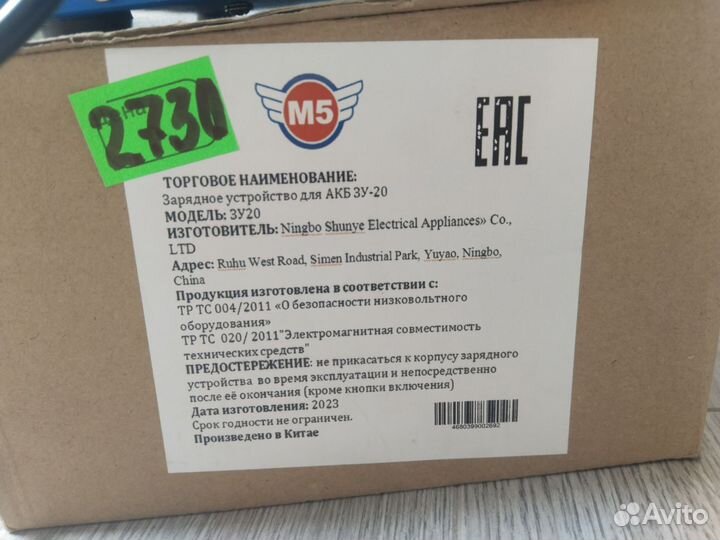 2730
M5
EAC
ТОРГОВОЕ НАИМЕНОВАНИЕ:
Зарядное устройство для АКБ ЗУ-20
МОДЕЛЬ: ЗУ20
ИЗГОТОВИТЕЛЬ: Ningbo Shunye Electrical Appliances» Co.,
LTD
Адрес: Ruhu West Road, Simen Industrial Park, Yuyao, Ningbo,
China
Продукция изготовлена в соответствии с:
ТР ТС 004/2011 «О безопасности низковольтного
оборудования»
ТР ТС 020/2011"Электромагнитная совместимость
технических средств"
ПРЕДОСТЕРЕЖЕНИЕ: не прикасаться к корпусу зарядного
устройства во время эксплуатации и непосредственно
после её окончания (кроме кнопки включения)
Дата изготовления: 2023
Срок годности не ограничен.
Произведено в Китае
4680399002692
Avito